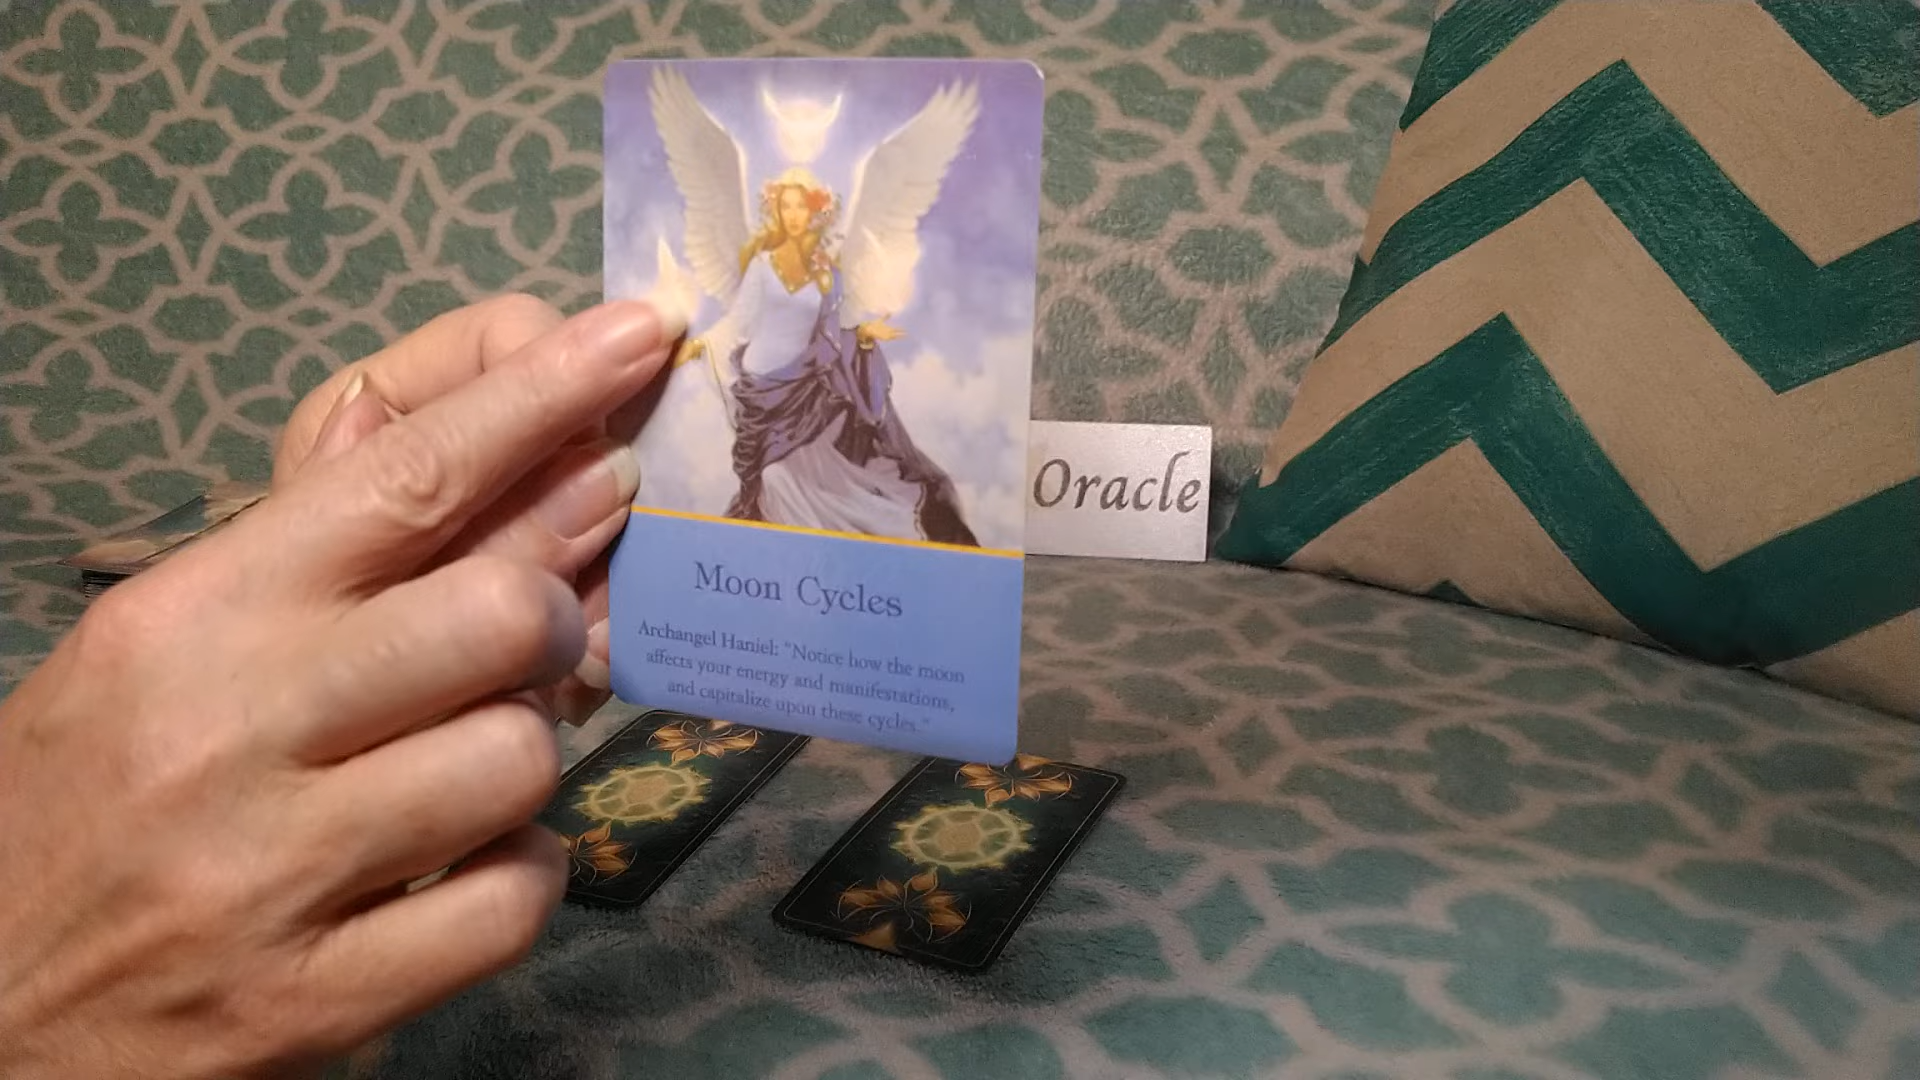 Oracle
Moon Cycles
Archangel Haniel: "Notice how the moon
affects your energy and manifestations,
and capitalize upon these cycles."